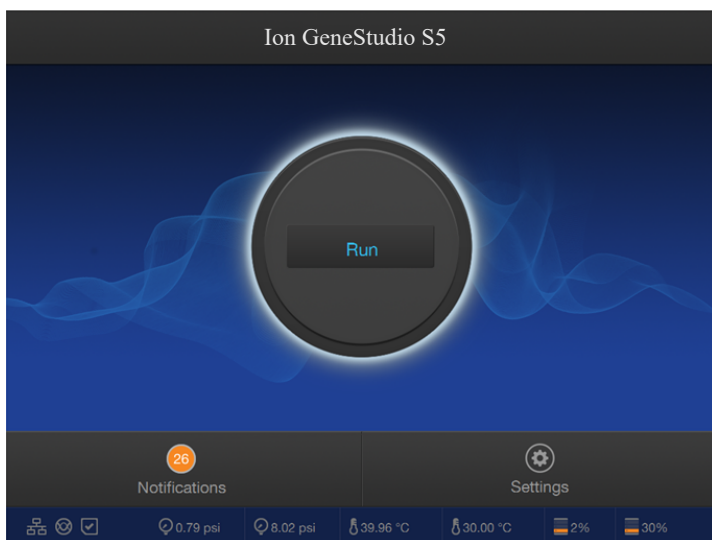 Ion GeneStudio S5
Run
26
Notifications
Settings
0.79 psi 8.02 psi 39.96 °C 30.00 °C 2% 30%